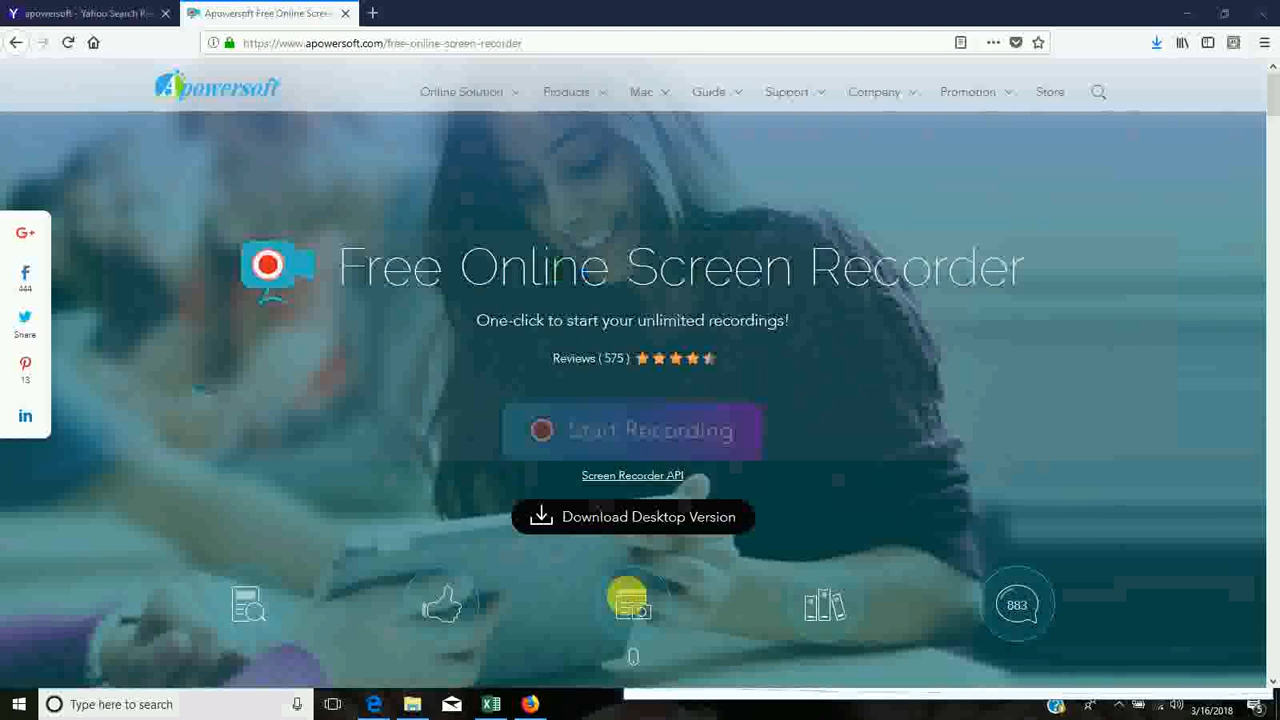 apowersoft - Yahoo Search R...
Apowersoft Free Online Scree
https://www.apowersoft.com/free-online-screen-recorder
Apowersoft
Online Solution
Products
Mac
Guide
Support
Company
Promotion
Store
G+
444
Share
13
in
Free Online Screen Recorder
One-click to start your unlimited recordings!
Reviews ( 575 )
Start Recording
Screen Recorder API
Download Desktop Version
883
Type here to search
3/16/2018